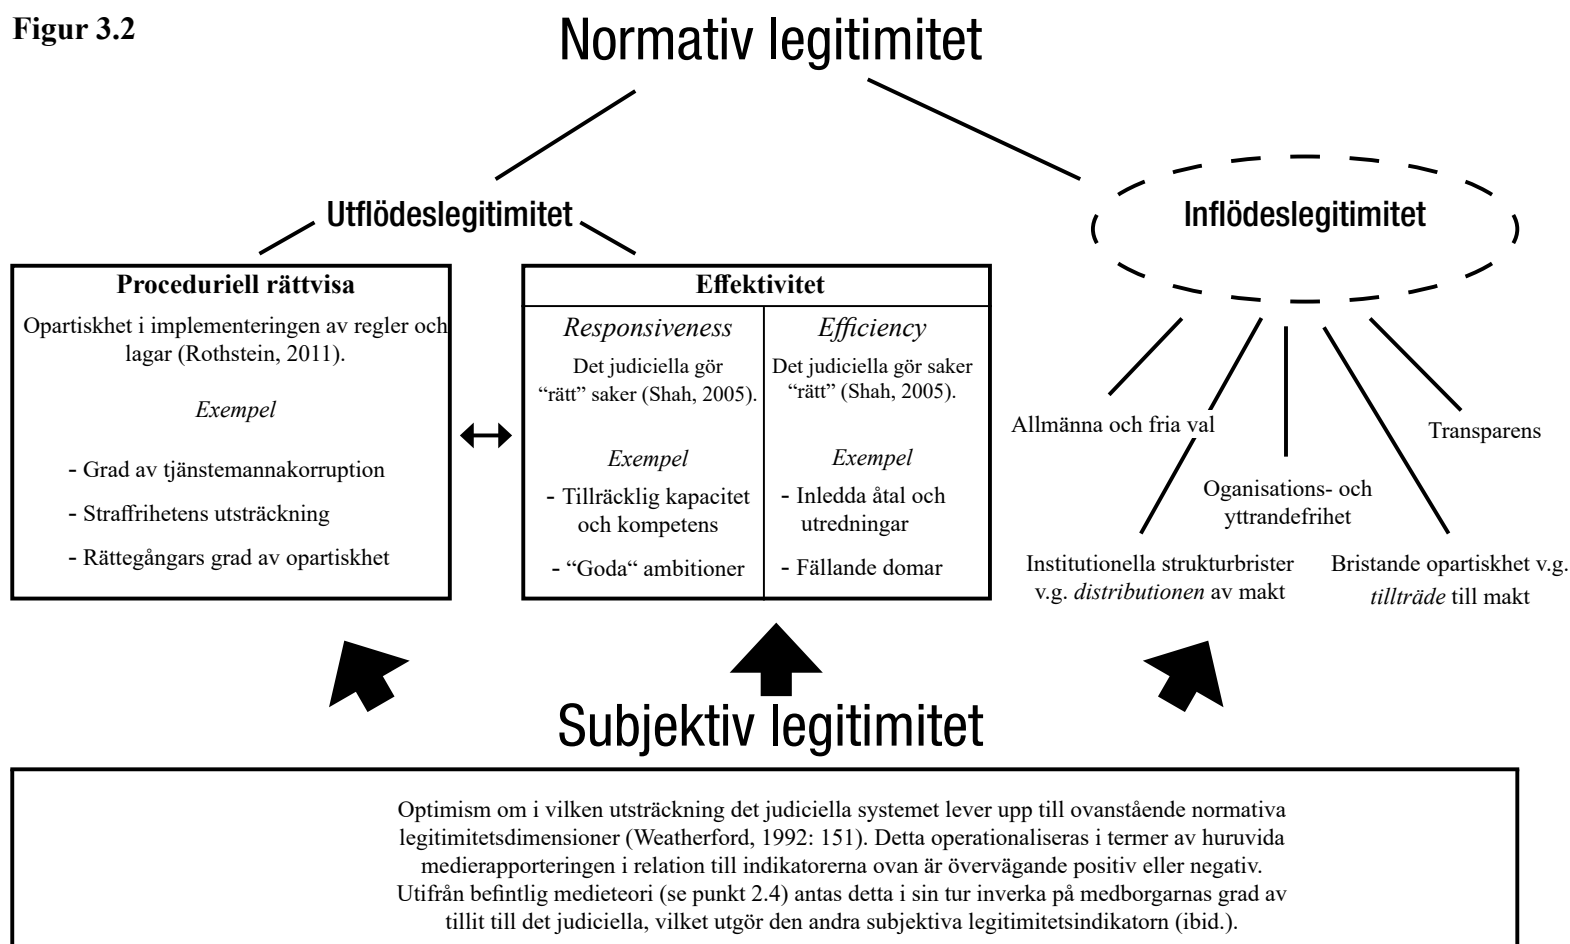 Figur 3.2
Normativ legitimitet
Utflödeslegitimitet
Inflödeslegitimitet
Proceduriell rättvisa
Opartiskhet i implementeringen av regler och
lagar (Rothstein, 2011).
Exempel
- Grad av tjänstemannakorruption
- Straffrihetens utsträckning
- Rättegångars grad av opartiskhet
Effektivitet
Responsiveness
Det judiciella gör
“rätt” saker (Shah, 2005).
Exempel
- Tillräcklig kapacitet
och kompetens
- “Goda“ ambitioner
Efficiency
Det judiciella gör saker
“rätt” (Shah, 2005).
Exempel
- Inledda åtal och
utredningar
- Fällande domar
Allmänna och fria val
Transparens
Oganisations- och
yttrandefrihet
Institutionella strukturbrister
v.g. distributionen av makt
Bristande opartiskhet v.g.
tillträde till makt
Subjektiv legitimitet
Optimism om i vilken utsträckning det judiciella systemet lever upp till ovanstående normativa
legitimitetsdimensioner (Weatherford, 1992: 151). Detta operationaliseras i termer av huruvida
medierapporteringen i relation till indikatorerna ovan är övervägande positiv eller negativ.
Utifrån befintlig medieteori (se punkt 2.4) antas detta i sin tur inverka på medborgarnas grad av
tillit till det judiciella, vilket utgör den andra subjektiva legitimitetsindikatorn (ibid.).